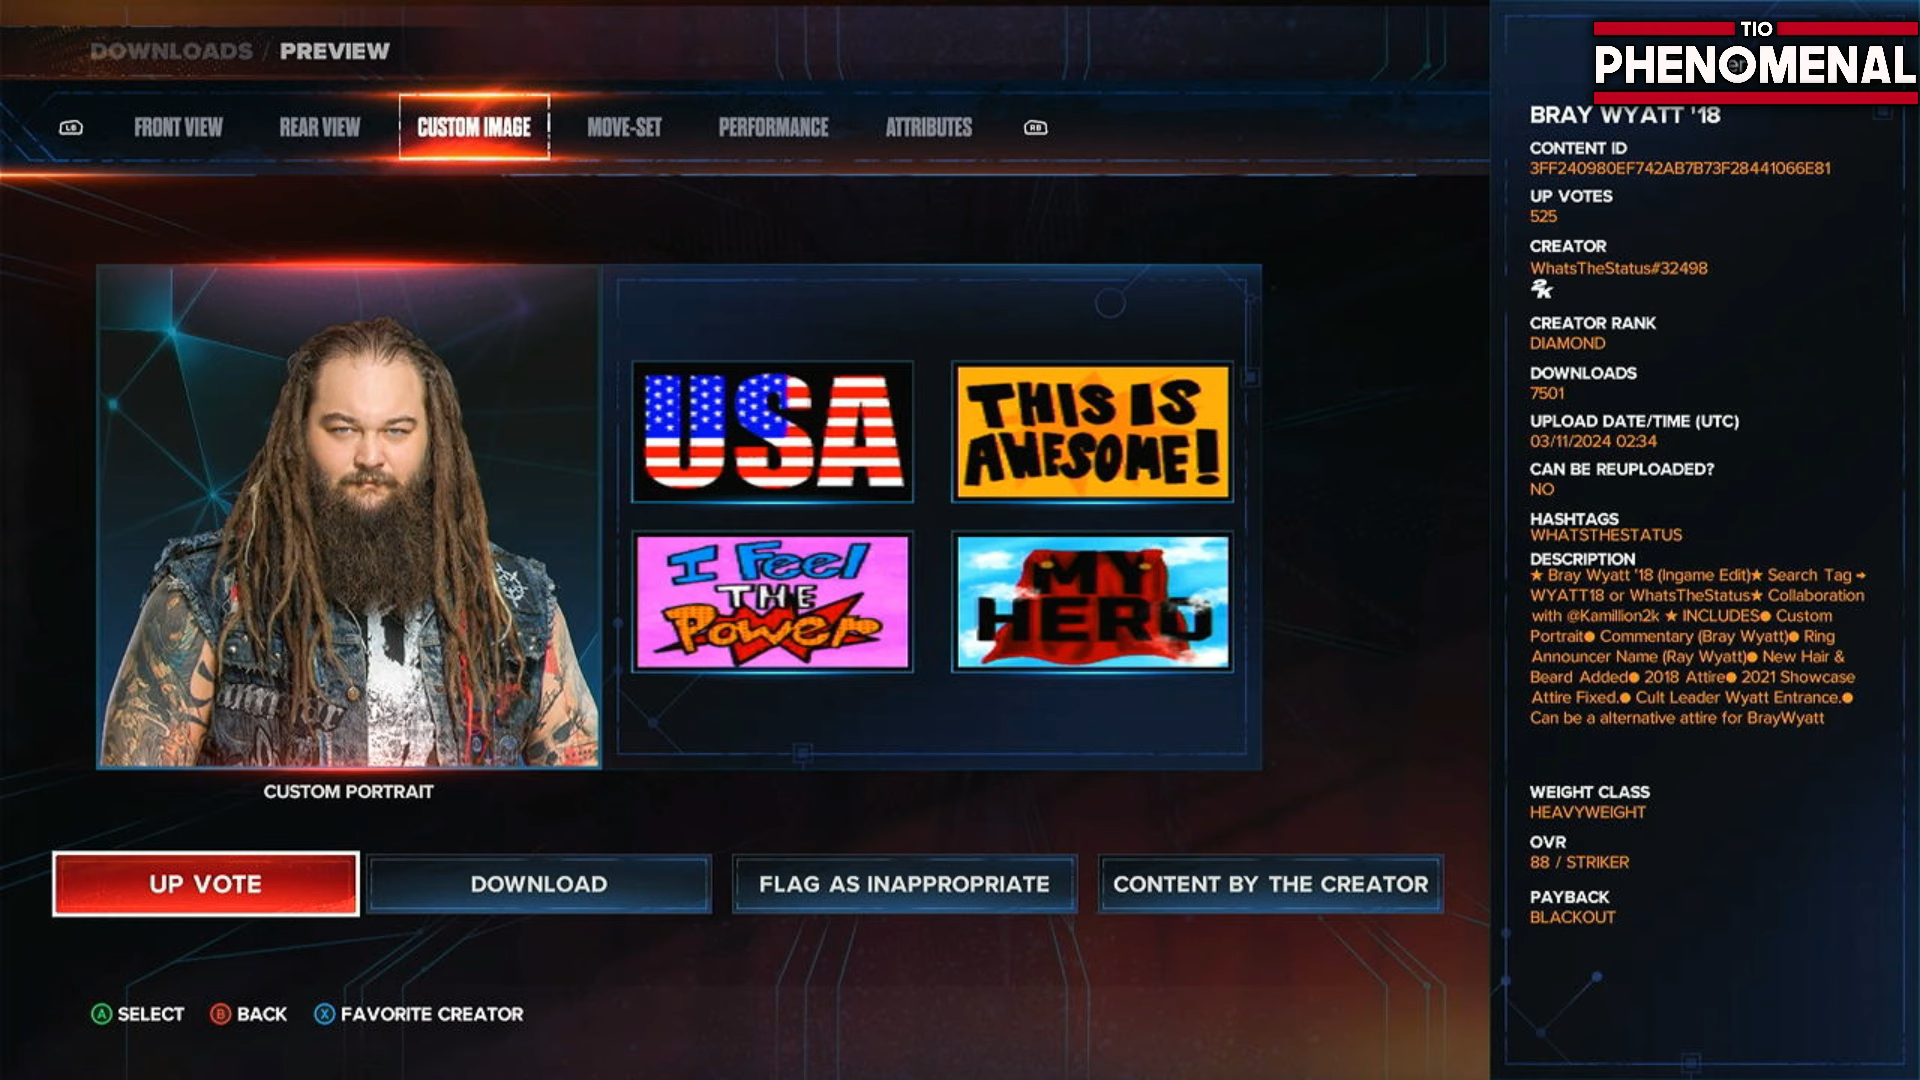 DOWNLOADS / PREVIEW
LB FRONT VIEW REAR VIEW CUSTOM IMAGE MOVE-SET PERFORMANCE ATTRIBUTES RB
USA
THIS IS
AWESOME!
I Feel
THE
Power
MY
HERO
CUSTOM PORTRAIT
UP VOTE DOWNLOAD FLAG AS INAPPROPRIATE CONTENT BY THE CREATOR
A SELECT B BACK X FAVORITE CREATOR
TIO
PHENOMENAL
BRAY WYATT '18
CONTENT ID
3FF240980EF742AB7B73F28441066E81
UP VOTES
525
CREATOR
WhatsTheStatus#32498
2K
CREATOR RANK
DIAMOND
DOWNLOADS
7501
UPLOAD DATE/TIME (UTC)
03/11/2024 02:34
CAN BE REUPLOADED?
NO
HASHTAGS
WHATSTHESTATUS
DESCRIPTION
★ Bray Wyatt '18 (Ingame Edit)★ Search Tag →
WYATT18 or WhatsTheStatus★ Collaboration
with @Kamillion2k ★ INCLUDES● Custom
Portrait● Commentary (Bray Wyatt)● Ring
Announcer Name (Ray Wyatt)● New Hair &
Beard Added● 2018 Attire● 2021 Showcase
Attire Fixed.● Cult Leader Wyatt Entrance.●
Can be a alternative attire for BrayWyatt
WEIGHT CLASS
HEAVYWEIGHT
OVR
88 / STRIKER
PAYBACK
BLACKOUT